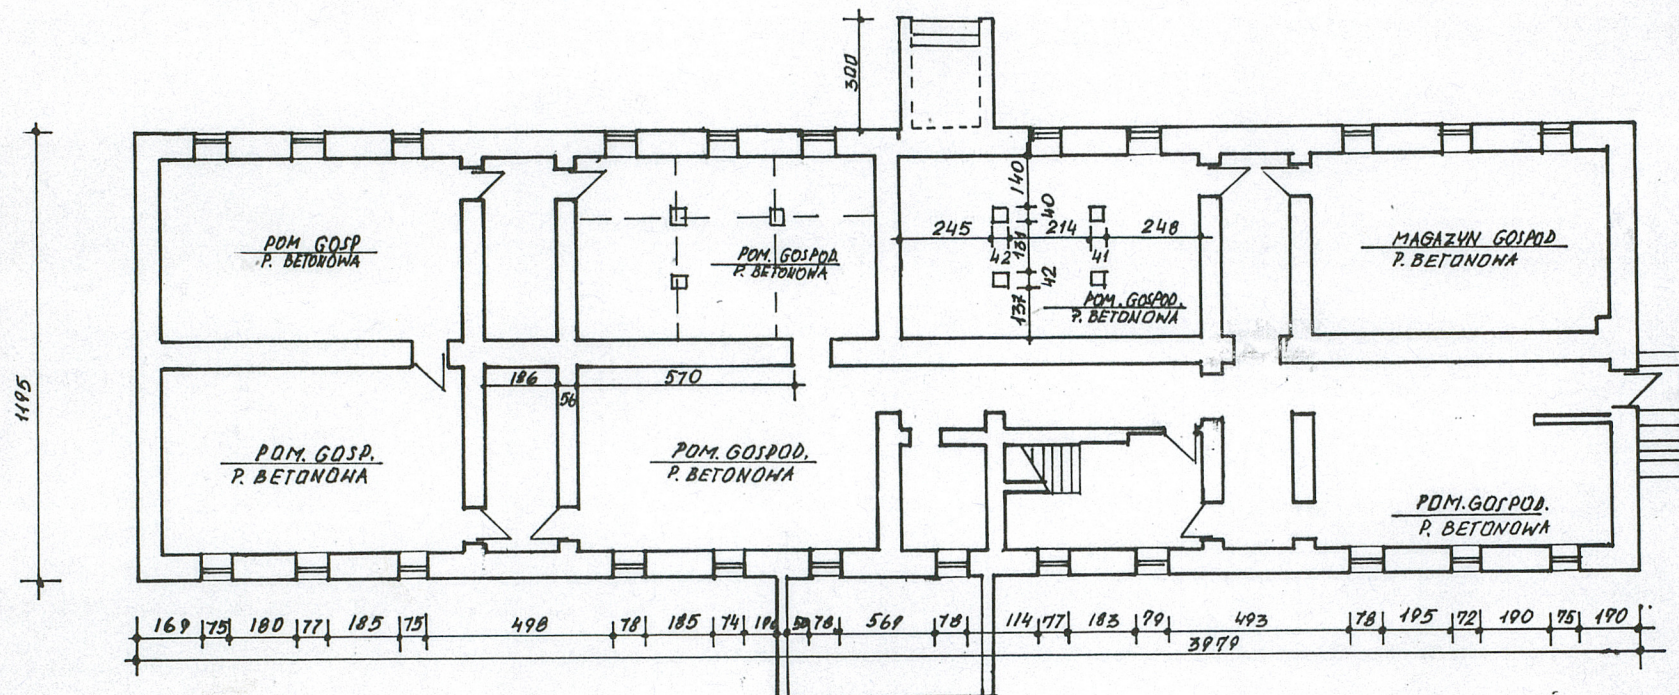 300
POM GOSP
P. BETONOWA
POM. GOSPOD.
P. BETONOWA
140
40
245
214
248
131
42
41
42
137
POM. GOSPOD.
P. BETONOWA
MAGAZYN GOSPOD
P. BETONOWA
1195
186
56
570
POM. GOSP.
P. BETONOWA
POM. GOSPOD.
P. BETONOWA
POM. GOSPOD.
P. BETONOWA
169 75 180 77 185 75 498 78 185 74 78 569 78 114 77 183 79 493 78 195 72 190 75 170
3979